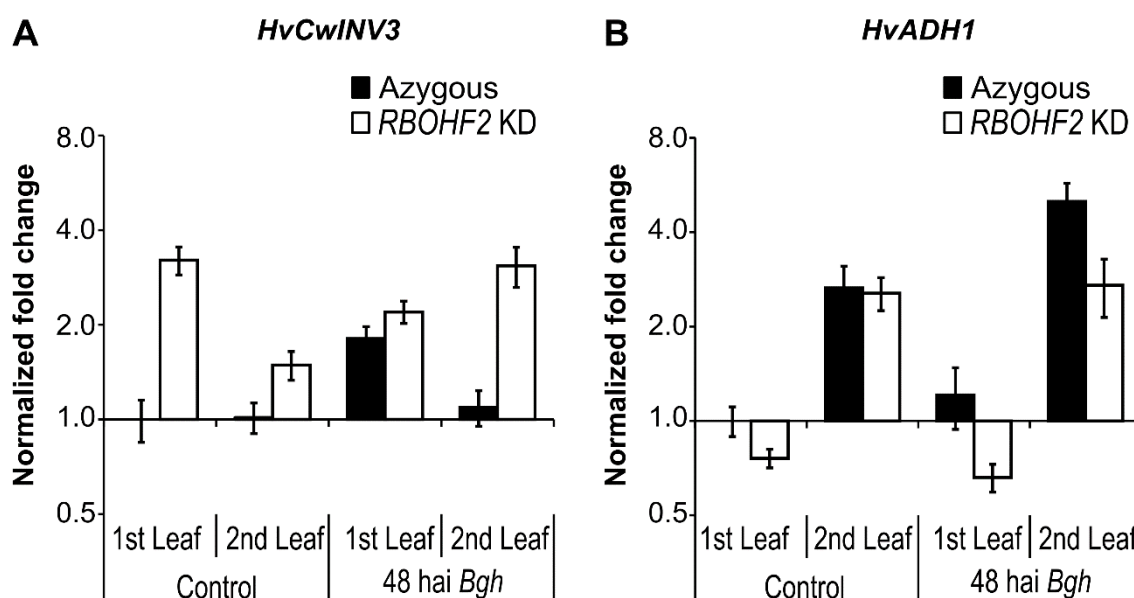 A
HvCwINV3
Azygous
RBOHF2 KD
Normalized fold change
8.0
4.0
2.0
1.0
0.5
1st Leaf 2nd Leaf 1st Leaf 2nd Leaf
Control 48 hai Bgh
B
HvADH1
Azygous
RBOHF2 KD
Normalized fold change
8.0
4.0
2.0
1.0
0.5
1st Leaf 2nd Leaf 1st Leaf 2nd Leaf
Control 48 hai Bgh